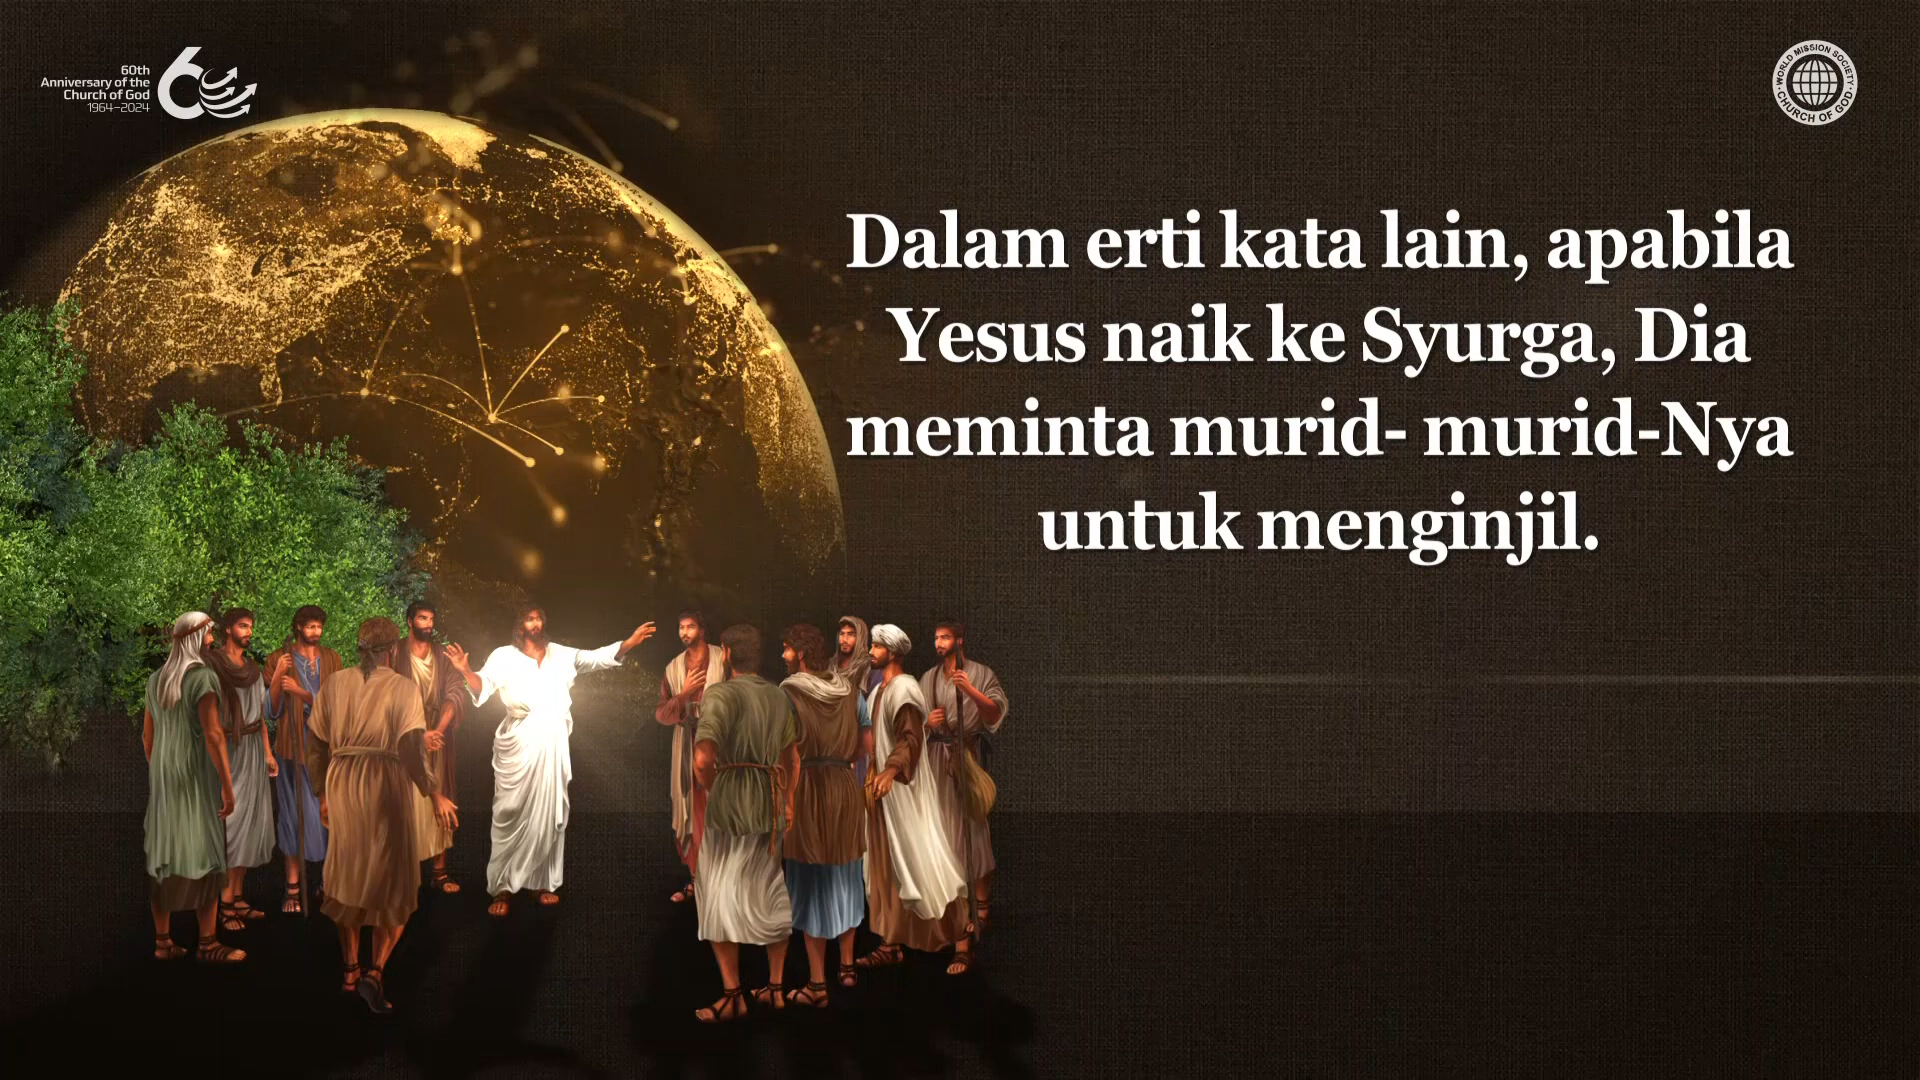 60th
Anniversary of the
Church of God
1964–2024
60
WORLD MISSION SOCIETY
CHURCH OF GOD
Dalam erti kata lain, apabila
Yesus naik ke Syurga, Dia
meminta murid- murid-Nya
untuk menginjil.